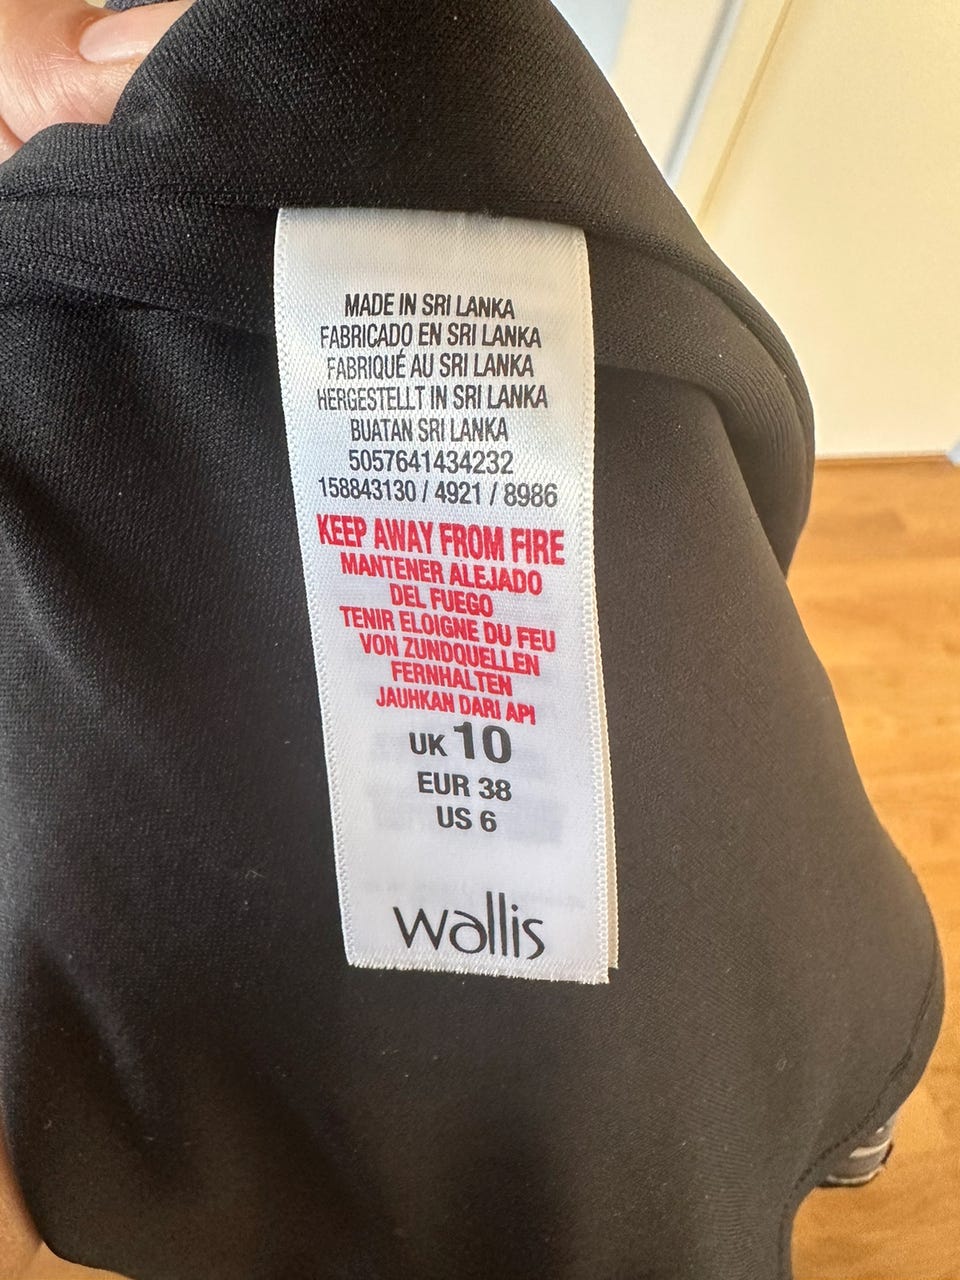 MADE IN SRI LANKA
FABRICADO EN SRI LANKA
FABRIQUÉ AU SRI LANKA
HERGESTELLT IN SRI LANKA
BUATAN SRI LANKA
5057641434232
158843130 / 4921 / 8986
KEEP AWAY FROM FIRE
MANTENER ALEJADO
DEL FUEGO
TENIR ELOIGNE DU FEU
VON ZUNDQUELLEN
FERNHALTEN
JAUHKAN DARI API
UK 10
EUR 38
US 6
wallis